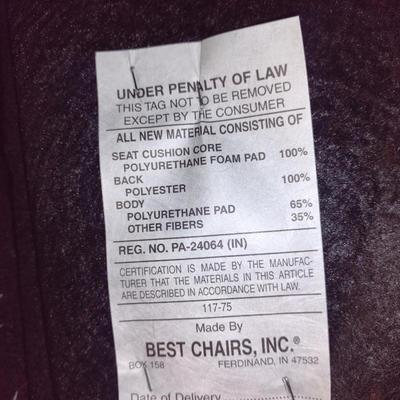 UNDER PENALTY OF LAW
THIS TAG NOT TO BE REMOVED
EXCEPT BY THE CONSUMER
ALL NEW MATERIAL CONSISTING OF
SEAT CUSHION CORE
POLYURETHANE FOAM PAD 100%
BACK
POLYESTER 100%
BODY
POLYURETHANE PAD 65%
OTHER FIBERS 35%
REG. NO. PA-24064 (IN)
CERTIFICATION IS MADE BY THE MANUFAC-
TURER THAT THE MATERIALS IN THIS ARTICLE
ARE DESCRIBED IN ACCORDANCE WITH LAW.
117-75
Made By
BEST CHAIRS, INC.®
BOX 158 FERDINAND, IN 47532
Date of Delivery